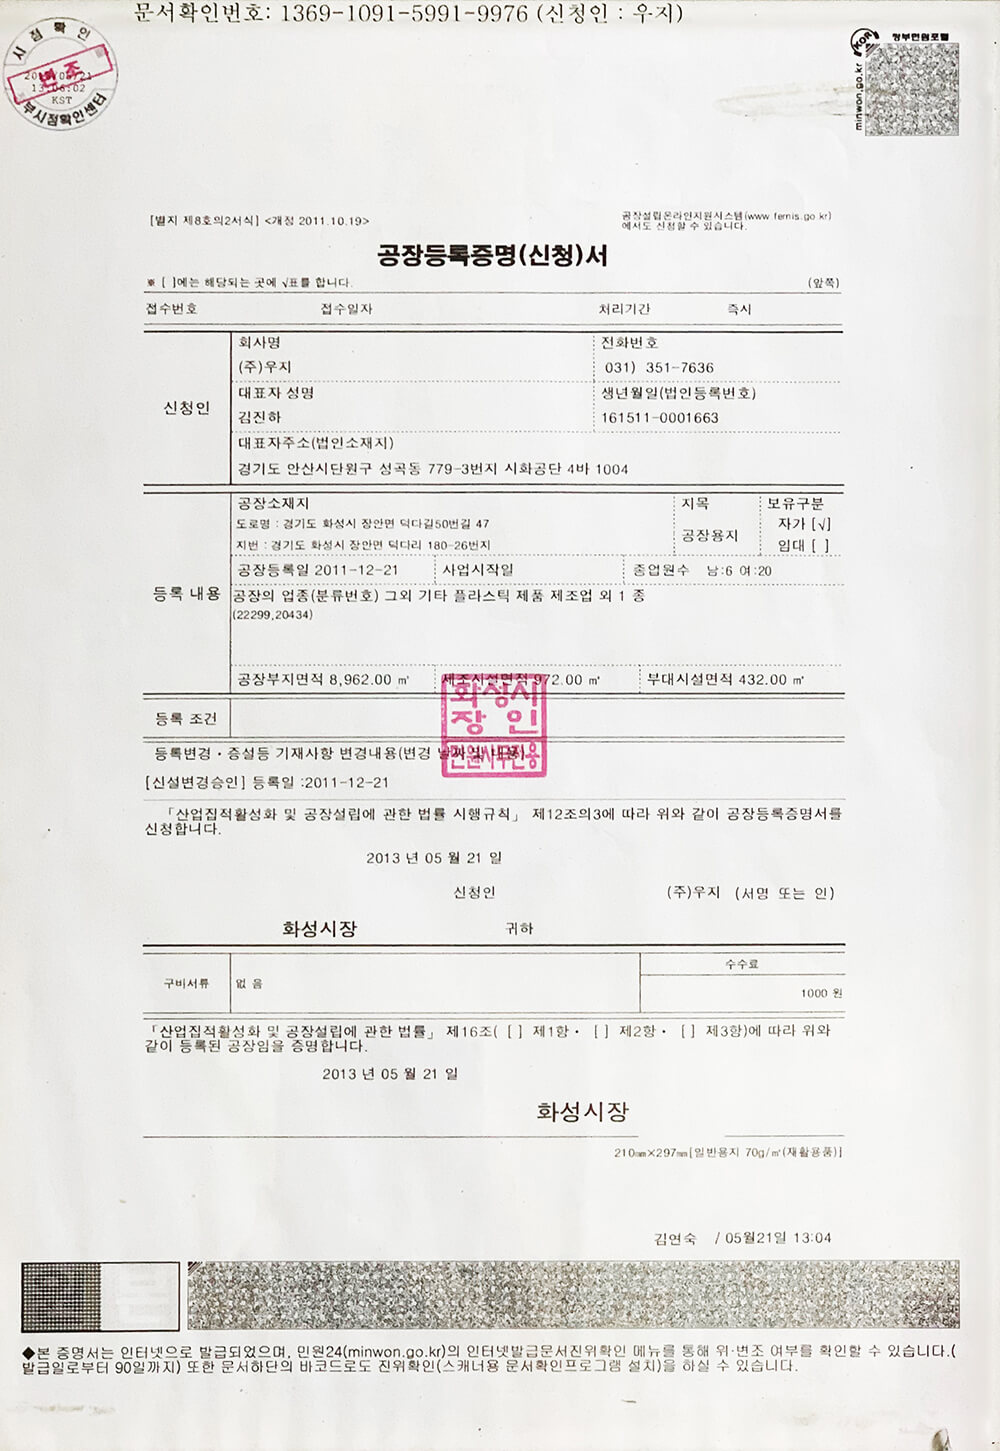 문서확인번호: 1369-1091-5991-9976 (신청인 : 우지)
시점확인
13:06:02
KST
부시점확인센터
정부민원포털
minwon.go.kr
[별지 제8호의2서식] <개정 2011.10.19>
공장설립온라인지원시스템(www.femis.go.kr)
에서도 신청할 수 있습니다.
공장등록증명(신청)서
※ [ ]에는 해당되는 곳에 √표를 합니다.
(앞쪽)
접수번호 접수일자 처리기간 즉시
신청인
회사명 전화번호
(주)우지 031) 351-7636
대표자 성명 생년월일(법인등록번호)
김진하 161511-0001663
대표자주소(법인소재지)
경기도 안산시단원구 성곡동 779-3번지 시화공단 4바 1004
등록 내용
공장소재지 지목 보유구분
도로명 : 경기도 화성시 장안면 덕다길50번길 47 공장용지 자가 [√]
지번 : 경기도 화성시 장안면 덕다리 180-26번지 임대 [ ]
공장등록일 2011-12-21 사업시작일 종업원수 남:6 여:20
공장의 업종(분류번호) 그외 기타 플라스틱 제품 제조업 외 1 종
(22299,20434)
공장부지면적 8,962.00 ㎡ 제조시설면적 972.00 ㎡ 부대시설면적 432.00 ㎡
화성시
장인
민원사무전용
등록 조건
등록변경·증설등 기재사항 변경내용(변경 날짜 및 내용)
[신설변경승인] 등록일 :2011-12-21
「산업집적활성화 및 공장설립에 관한 법률 시행규칙」 제12조의3에 따라 위와 같이 공장등록증명서를
신청합니다.
2013 년 05 월 21 일
신청인 (주)우지 (서명 또는 인)
화성시장 귀하
구비서류 없 음 수수료
1000 원
「산업집적활성화 및 공장설립에 관한 법률」 제16조( [ ] 제1항· [ ] 제2항· [ ] 제3항)에 따라 위와
같이 등록된 공장임을 증명합니다.
2013 년 05 월 21 일
화성시장
210㎜×297㎜[일반용지 70g/㎡(재활용품)]
김연숙 / 05월21일 13:04
◆본 증명서는 인터넷으로 발급되었으며, 민원24(minwon.go.kr)의 인터넷발급문서진위확인 메뉴를 통해 위·변조 여부를 확인할 수 있습니다.(
발급일로부터 90일까지) 또한 문서하단의 바코드로도 진위확인(스캐너용 문서확인프로그램 설치)을 하실 수 있습니다.